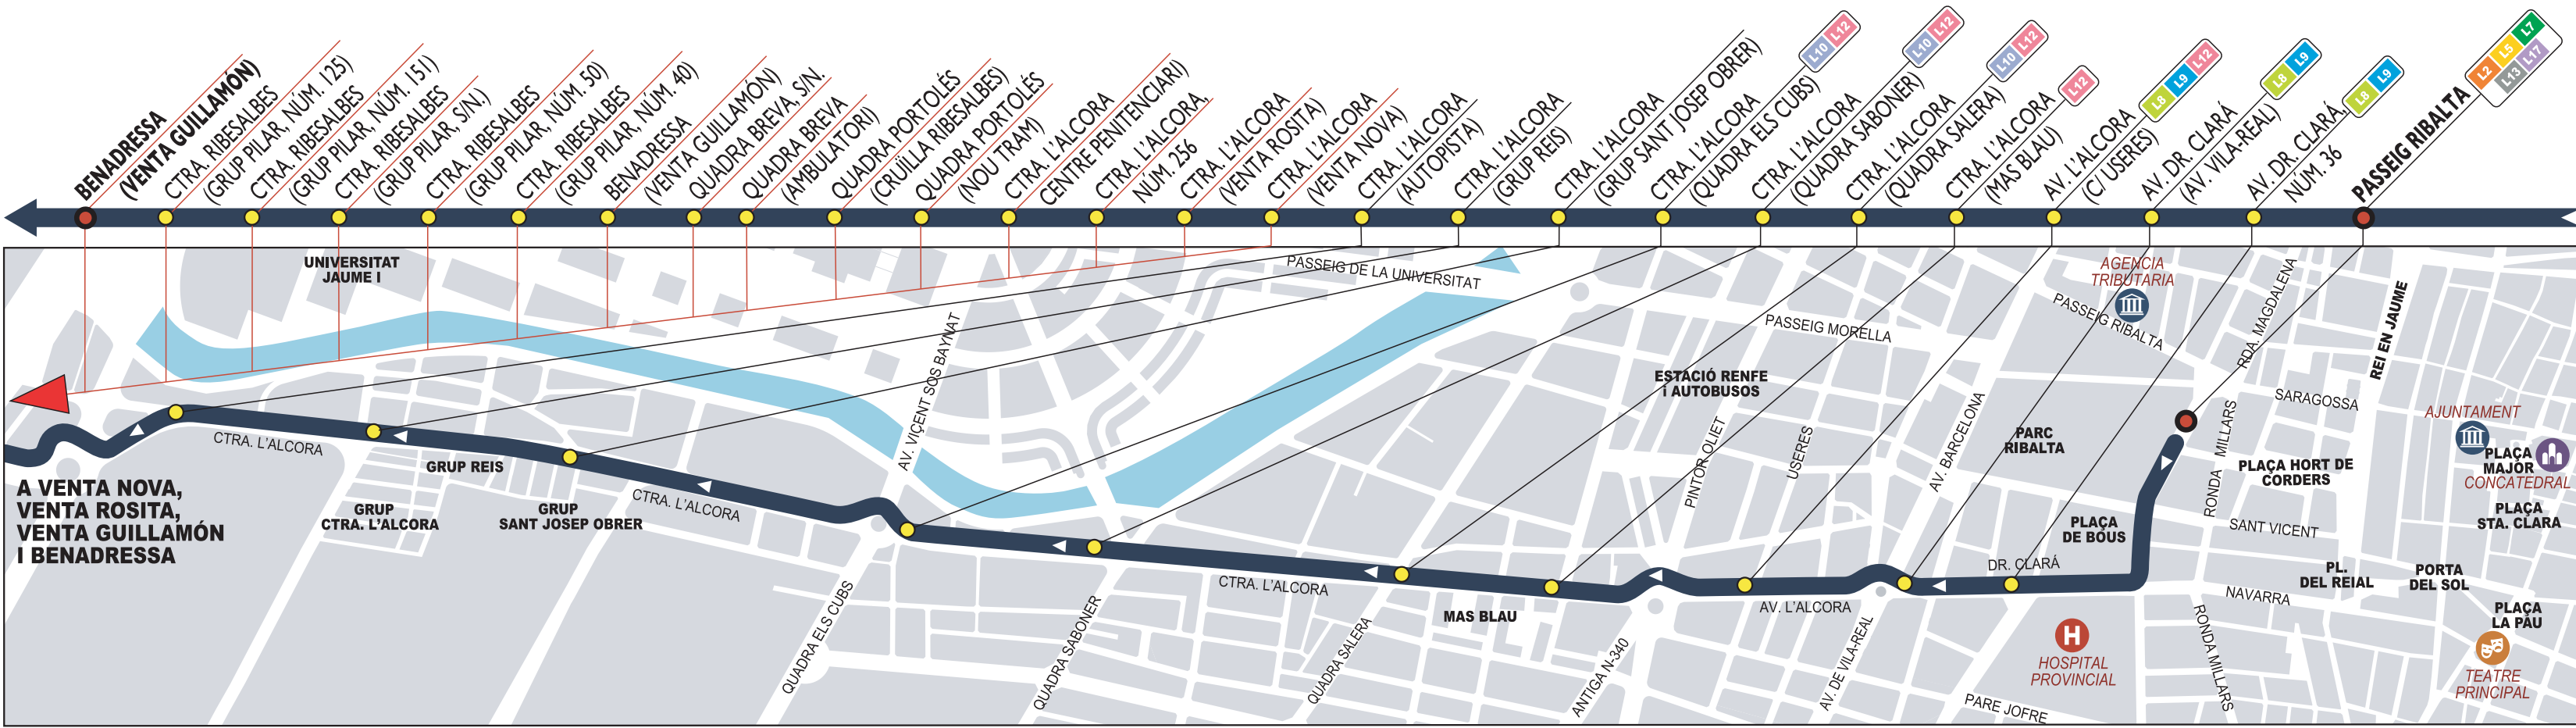 BENADRESSA
(VENTA GUILLAMÓN)
CTRA. RIBESALBES
(GRUP PILAR, NÚM. 125)
CTRA. RIBESALBES
(GRUP PILAR, NÚM. 151)
CTRA. RIBESALBES
(GRUP PILAR, S/N.)
CTRA. RIBESALBES
(GRUP PILAR, NÚM. 50)
CTRA. RIBESALBES
(GRUP PILAR, NÚM. 40)
BENADRESSA
(VENTA GUILLAMÓN)
QUADRA BREVA, S/N.
QUADRA BREVA
(AMBULATORI)
QUADRA PORTOLÉS
(CRUÏLLA RIBESALBES)
QUADRA PORTOLÉS
(NOU TRAM)
CTRA. L'ALCORA
CENTRE PENITENCIARI)
CTRA. L'ALCORA,
NÚM. 256
CTRA. L'ALCORA
(VENTA ROSITA)
CTRA. L'ALCORA
(VENTA NOVA)
CTRA. L'ALCORA
(AUTOPISTA)
CTRA. L'ALCORA
(GRUP REIS)
CTRA. L'ALCORA
(GRUP SANT JOSEP OBRER)
CTRA. L'ALCORA
(QUADRA ELS CUBS)
L10 L12
CTRA. L'ALCORA
(QUADRA SABONER)
L10 L12
CTRA. L'ALCORA
(QUADRA SALERA)
L10 L12
CTRA. L'ALCORA
(MAS BLAU)
L12
AV. L'ALCORA
(C/ USERES)
L8 L9 L12
AV. DR. CLARÁ
(AV. VILA-REAL)
L8 L9
AV. DR. CLARÁ,
NÚM. 36
L8 L9
PASSEIG RIBALTA
L2 L5 L7
L13 L17
UNIVERSITAT
JAUME I
PASSEIG DE LA UNIVERSITAT
AGENCIA
TRIBUTARIA
PASSEIG RIBALTA
RDA. MAGDALENA
REI EN JAUME
PASSEIG MORELLA
AV. VIÇENT SOS BAYNAT
ESTACIÓ RENFE
i AUTOBUSOS
SARAGOSSA
AJUNTAMENT
PLAÇA
MAJOR
CONCATEDRAL
PARC
RIBALTA
RONDA MILLARS
PLAÇA HORT DE
CORDERS
PINTOR OLIET
USERES
AV. BARCELONA
CTRA. L'ALCORA
GRUP REIS
A VENTA NOVA,
VENTA ROSITA,
VENTA GUILLAMÓN
I BENADRESSA
GRUP
CTRA. L'ALCORA
GRUP
SANT JOSEP OBRER
CTRA. L'ALCORA
PLAÇA
DE BOUS
SANT VICENT
PLAÇA
STA. CLARA
DR. CLARÁ
PL.
DEL REIAL
PORTA
DEL SOL
CTRA. L'ALCORA
MAS BLAU
AV. L'ALCORA
NAVARRA
PLAÇA
LA PAU
QUADRA ELS CUBS
QUADRA SABONER
QUADRA SALERA
ANTIGA N-340
AV. DE VILA-REAL
H
HOSPITAL
PROVINCIAL
RONDA MILLARS
TEATRE
PRINCIPAL
PARE JOFRE